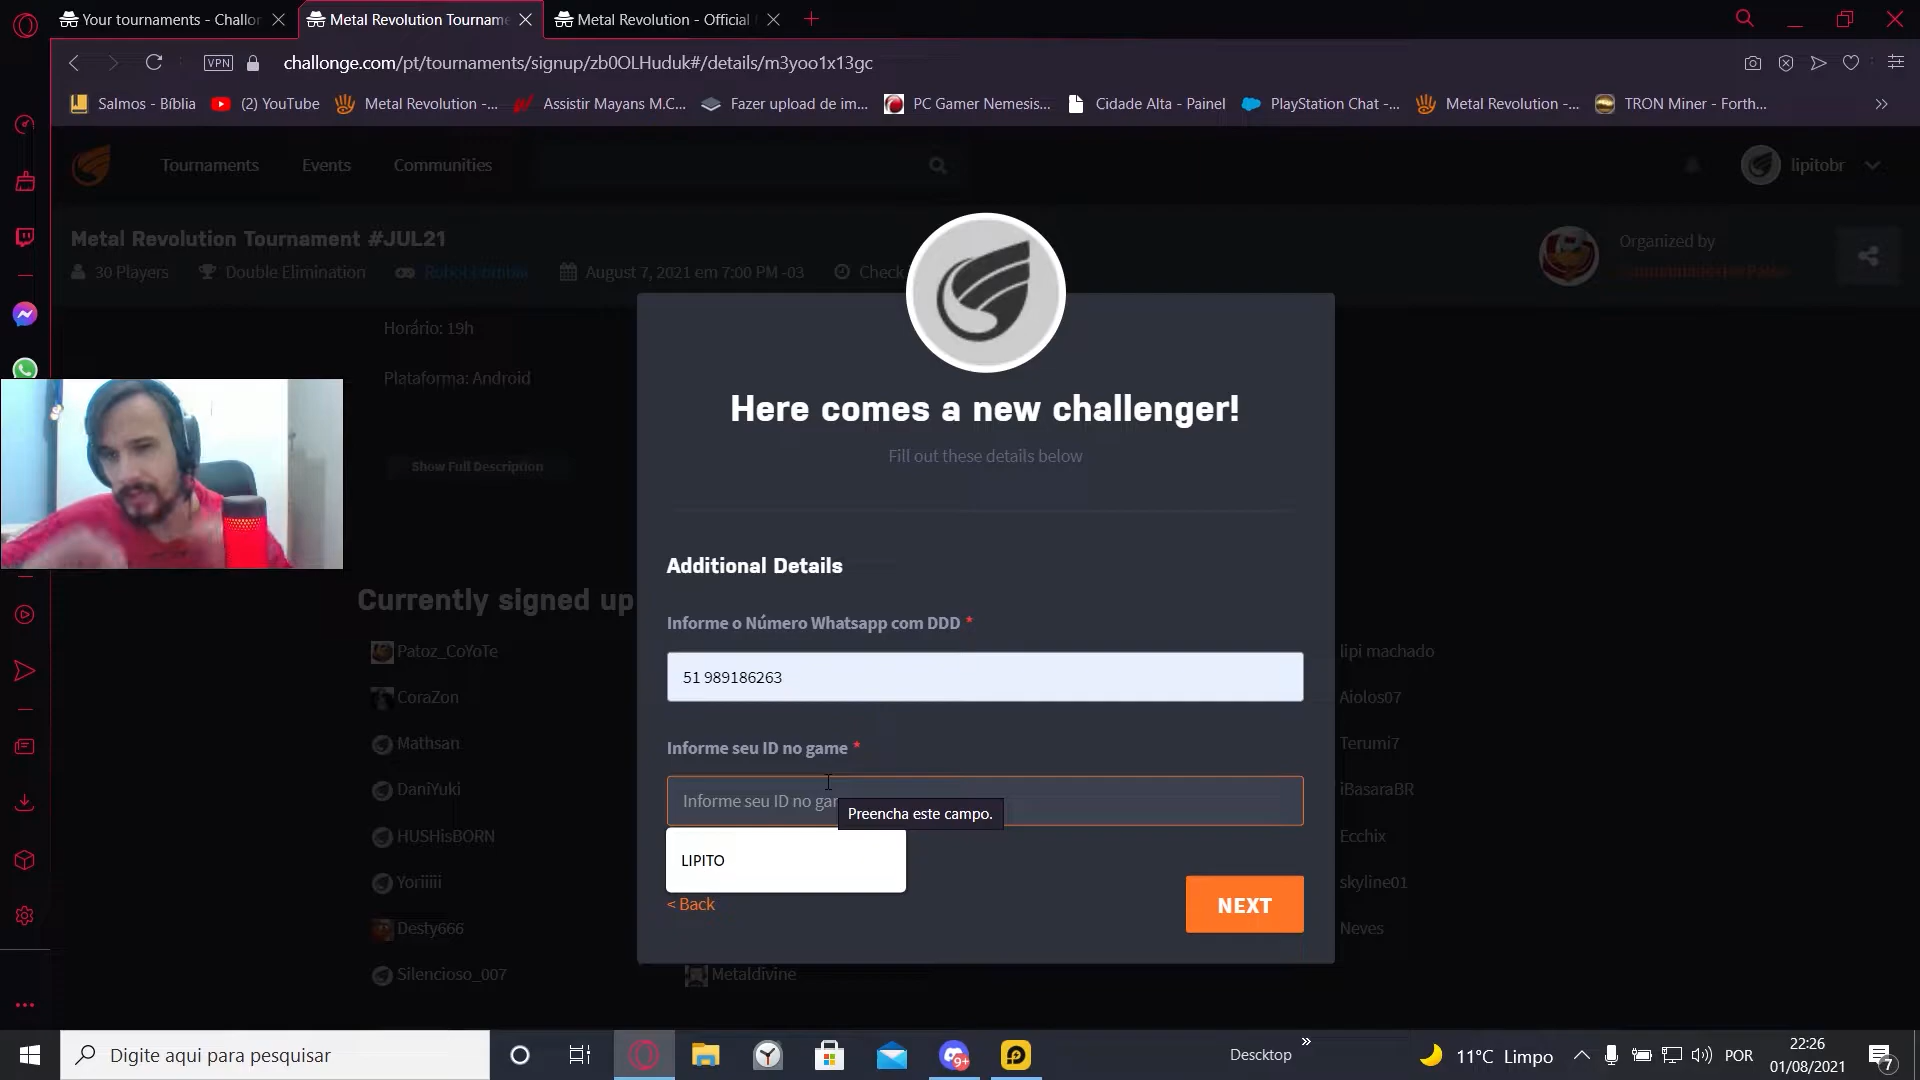 Your tournaments - Challor
Metal Revolution Tourname
Metal Revolution - Official
VPN
challonge.com/pt/tournaments/signup/zb0OLHuduk#/details/m3yoo1x13gc
Salmos - Bíblia
(2) YouTube
Metal Revolution -...
Assistir Mayans M.C...
Fazer upload de im...
PC Gamer Nemesis...
Cidade Alta - Painel
PlayStation Chat -...
Metal Revolution -...
TRON Miner - Forth...
Tournaments
Events
Communities
lipitobr
Metal Revolution Tournament #JUL21
30 Players
Double Elimination
Robot Combat
August 7, 2021 em 7:00 PM -03
Check
Organized by
Horário: 19h
Plataforma: Android
Show Full Description
Here comes a new challenger!
Fill out these details below
Additional Details
Informe o Número Whatsapp com DDD *
51 989186263
Informe seu ID no game *
Informe seu ID no gam
Preencha este campo.
LIPITO
< Back
NEXT
Currently signed up
Patoz_CoYoTe
CoraZon
Mathsan
DaniYuki
HUSHisBORN
Yoriiiii
Desty666
Silencioso_007
Metaldivine
lipi machado
Aiolos07
Terumi7
iBasaraBR
Ecchix
skyline01
Neves
Digite aqui para pesquisar
9+
Desktop
11°C Limpo
POR
22:26
01/08/2021
7